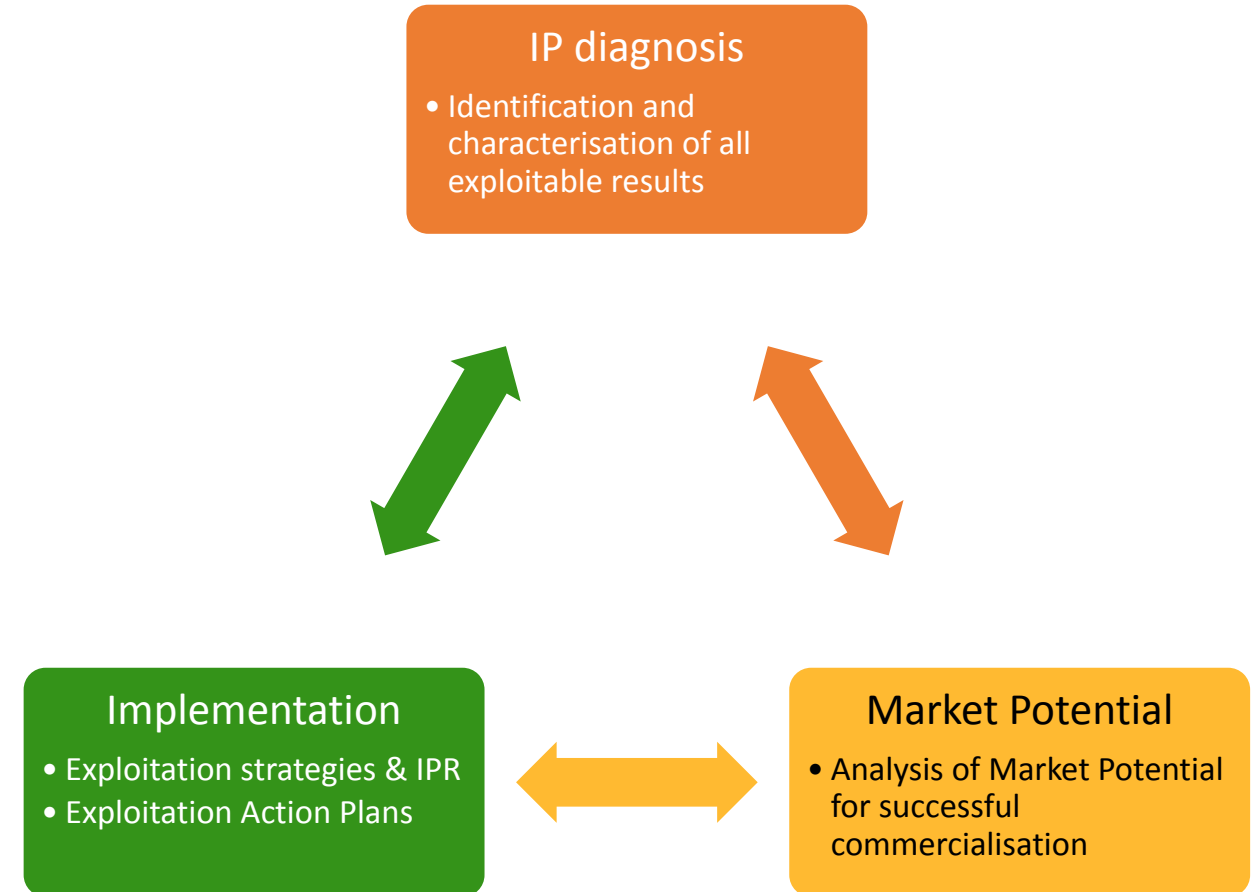 IP diagnosis
• Identification and
characterisation of all
exploitable results
Implementation
• Exploitation strategies & IPR
• Exploitation Action Plans
Market Potential
• Analysis of Market Potential
for successful
commercialisation